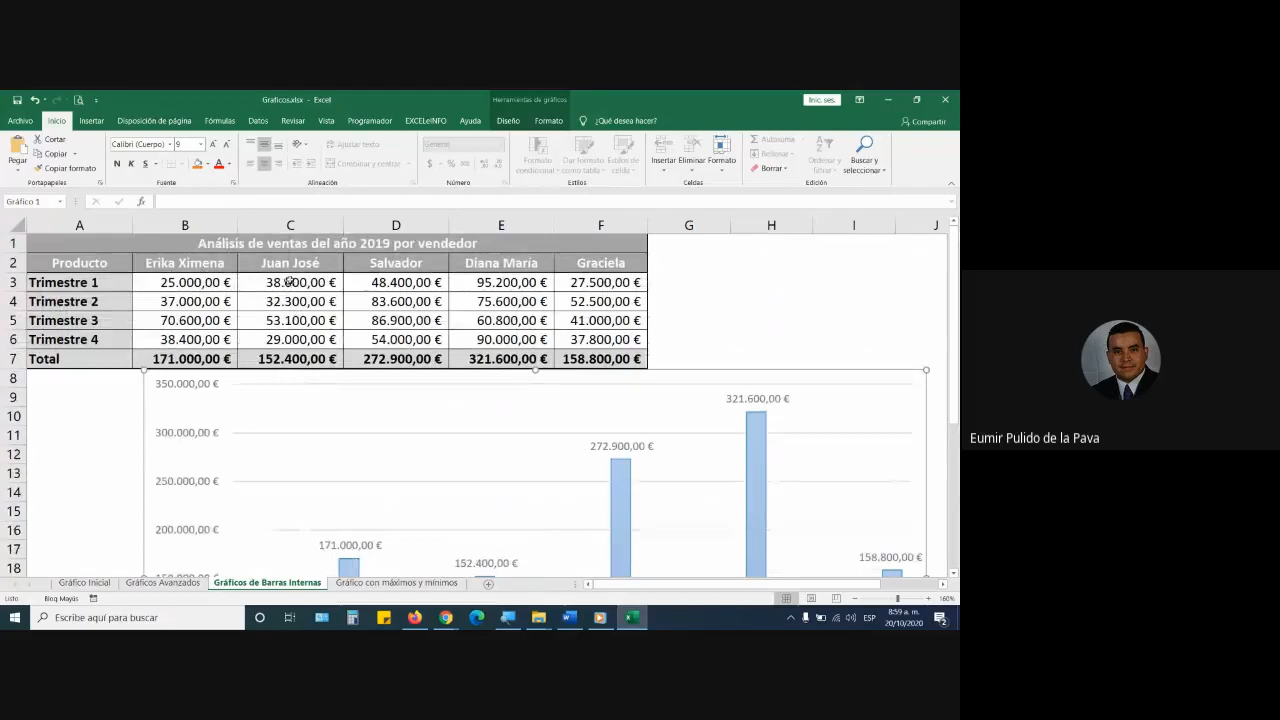 Graficos.xlsx - Excel
Herramientas de gráficos
Inic. ses.
Archivo Inicio Insertar Disposición de página Fórmulas Datos Revisar Vista Programador EXCELeINFO Ayuda Diseño Formato ¿Qué desea hacer? Compartir
Pegar
Cortar
Copiar
Copiar formato
Portapapeles
Calibri (Cuerpo) 9
N K S
Fuente
Ajustar texto
Combinar y centrar
Alineación
General
$ % 000
Número
Formato condicional
Dar formato como tabla
Estilos de celda
Estilos
Insertar Eliminar Formato
Celdas
Autosuma
Rellenar
Borrar
Ordenar y filtrar
Buscar y seleccionar
Edición
Gráfico 1
A B C D E F G H I J
1 Análisis de ventas del año 2019 por vendedor
2 Producto Erika Ximena Juan José Salvador Diana María Graciela
3 Trimestre 1 25.000,00 € 48.400,00 € 95.200,00 € 27.500,00 €
4 Trimestre 2 37.000,00 € 32.300,00 € 83.600,00 € 75.600,00 € 52.500,00 €
5 Trimestre 3 70.600,00 € 53.100,00 € 86.900,00 € 60.800,00 € 41.000,00 €
6 Trimestre 4 38.400,00 € 29.000,00 € 54.000,00 € 90.000,00 € 37.800,00 €
7 Total 171.000,00 € 152.400,00 € 272.900,00 € 321.600,00 € 158.800,00 €
8
9
10
11
12
13
14
15
16
17
18
350.000,00 €
300.000,00 €
250.000,00 €
200.000,00 €
171.000,00 €
152.400,00 €
272.900,00 €
321.600,00 €
158.800,00 €
Gráfico Inicial Gráficos Avanzados Gráficos de Barras Internas Gráfico con máximos y mínimos
Listo Bloq Mayús 160%
Escribe aquí para buscar
ESP
8:59 a. m.
20/10/2020
2
Eumir Pulido de la Pava